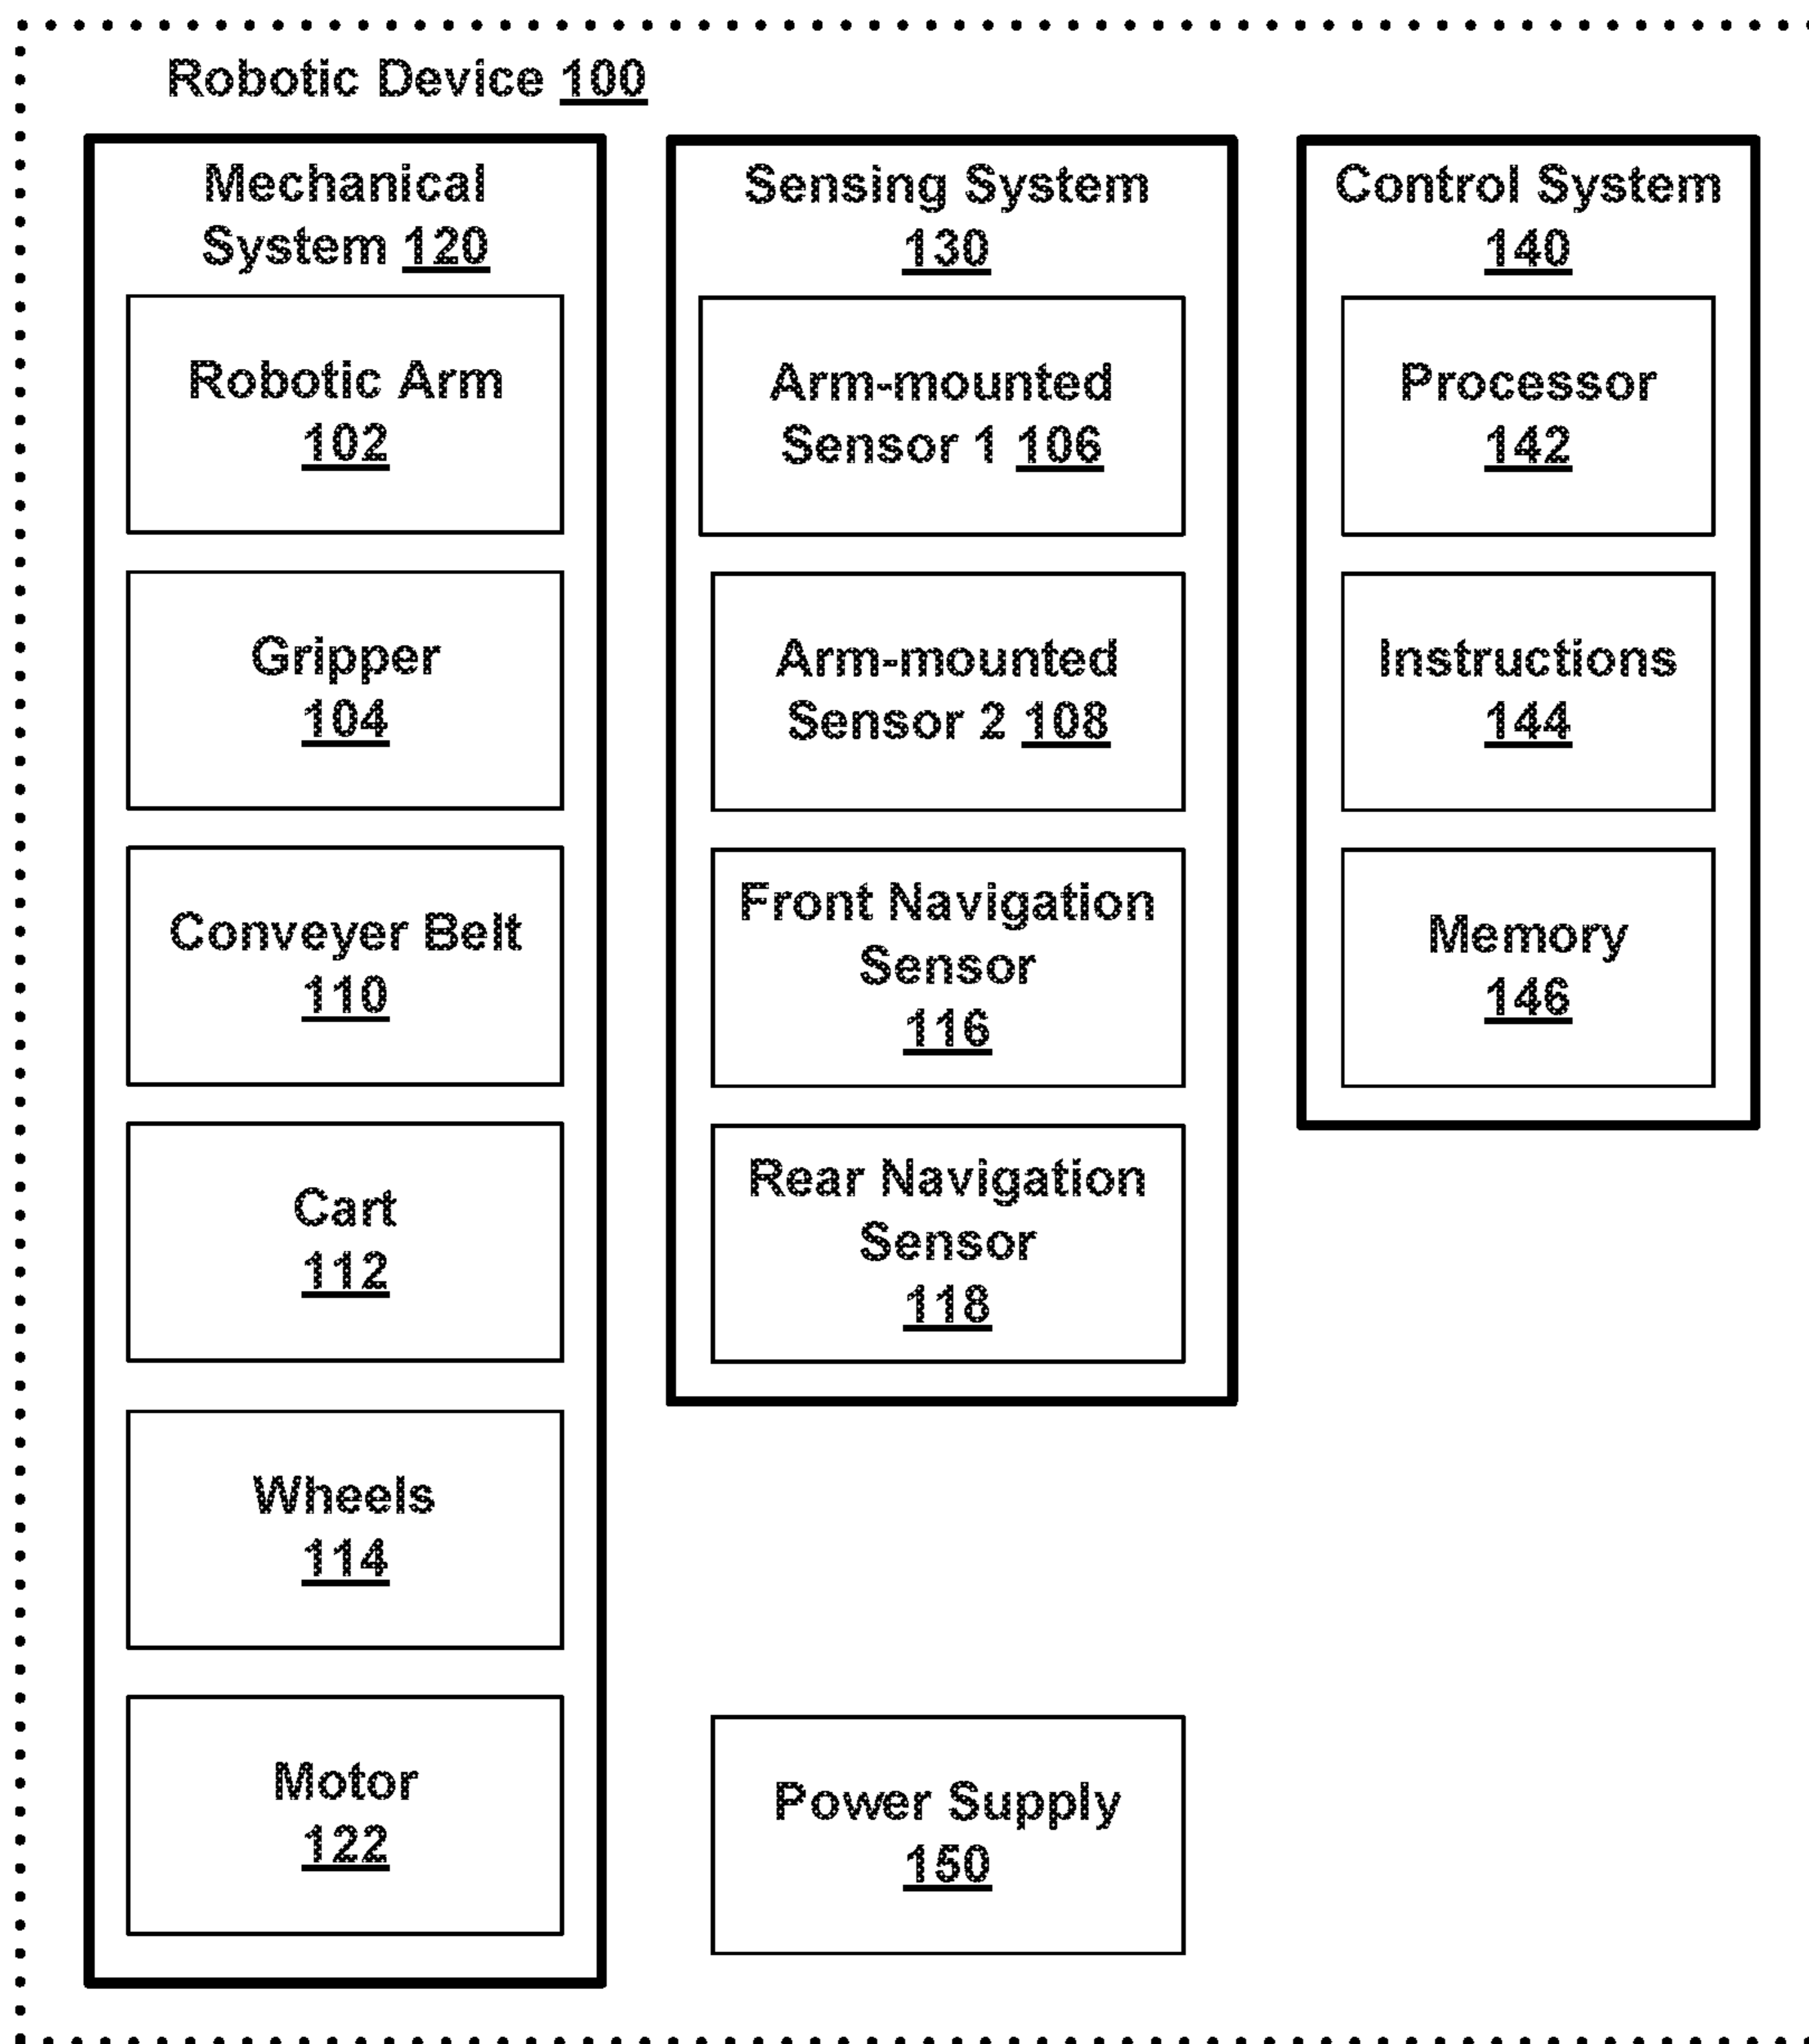 Robotic Device 100
Mechanical
System 120
Robotic Arm
102
Gripper
104
Conveyer Belt
110
Cart
112
Wheels
114
Motor
122
Sensing System
130
Arm-mounted
Sensor 1 106
Arm-mounted
Sensor 2 108
Front Navigation
Sensor
116
Rear Navigation
Sensor
118
Power Supply
150
Control System
140
Processor
142
Instructions
144
Memory
146